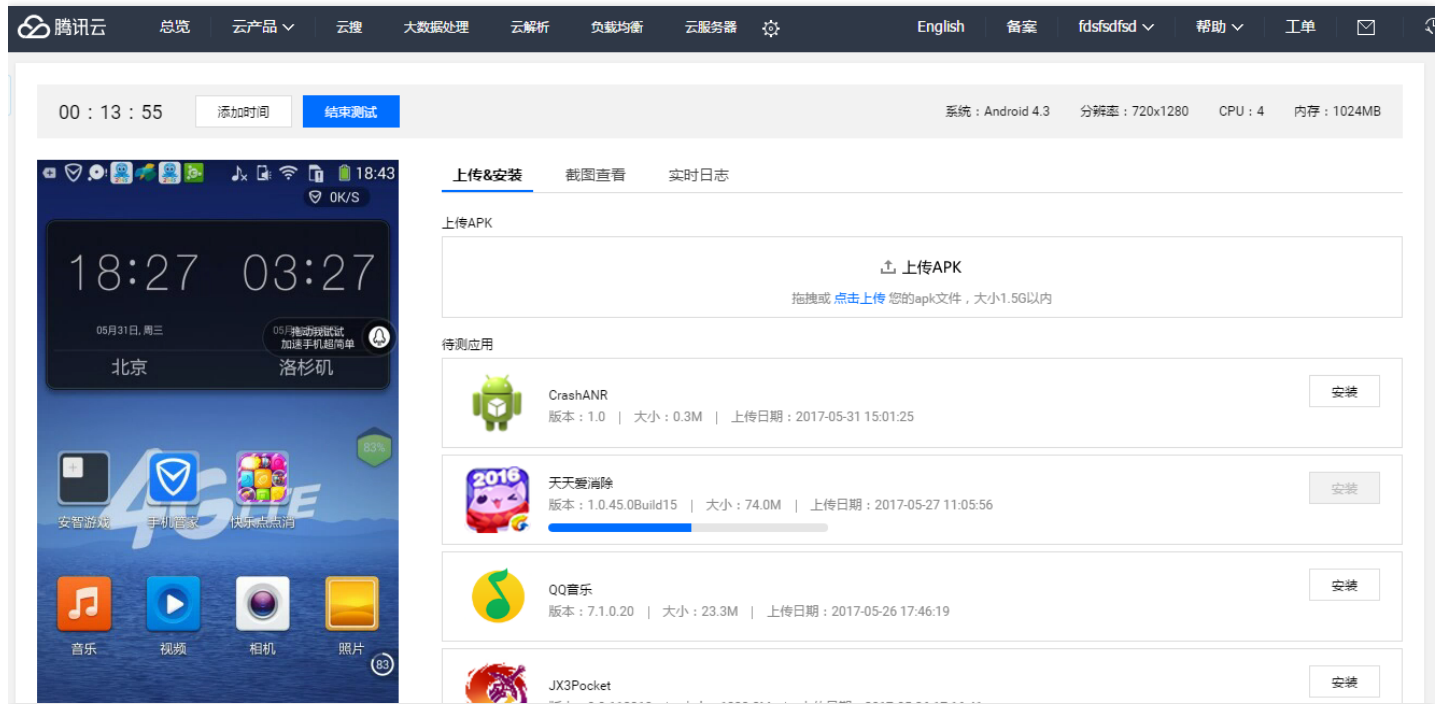 腾讯云 总览 云产品 云搜 大数据处理 云解析 负载均衡 云服务器 English 备案 fdsfsdfsd 帮助 工单
00 : 13 : 55 添加时间 结束测试 系统：Android 4.3 分辨率：720x1280 CPU：4 内存：1024MB
18:43
0K/S
18:27 03:27
05月31日, 周三 05月
拖动我试试
加速手机超简单
北京 洛杉矶
83%
4G LTE
安智游戏 手机管家 快乐点点消
音乐 视频 相机 照片
83
上传&安装 截图查看 实时日志
上传APK
上传APK
拖拽或 点击上传 您的apk文件，大小1.5G以内
待测应用
CrashANR
版本：1.0 | 大小：0.3M | 上传日期：2017-05-31 15:01:25
安装
2016
天天爱消除
版本：1.0.45.0Build15 | 大小：74.0M | 上传日期：2017-05-27 11:05:56
安装
QQ音乐
版本：7.1.0.20 | 大小：23.3M | 上传日期：2017-05-26 17:46:19
安装
JX3Pocket
安装